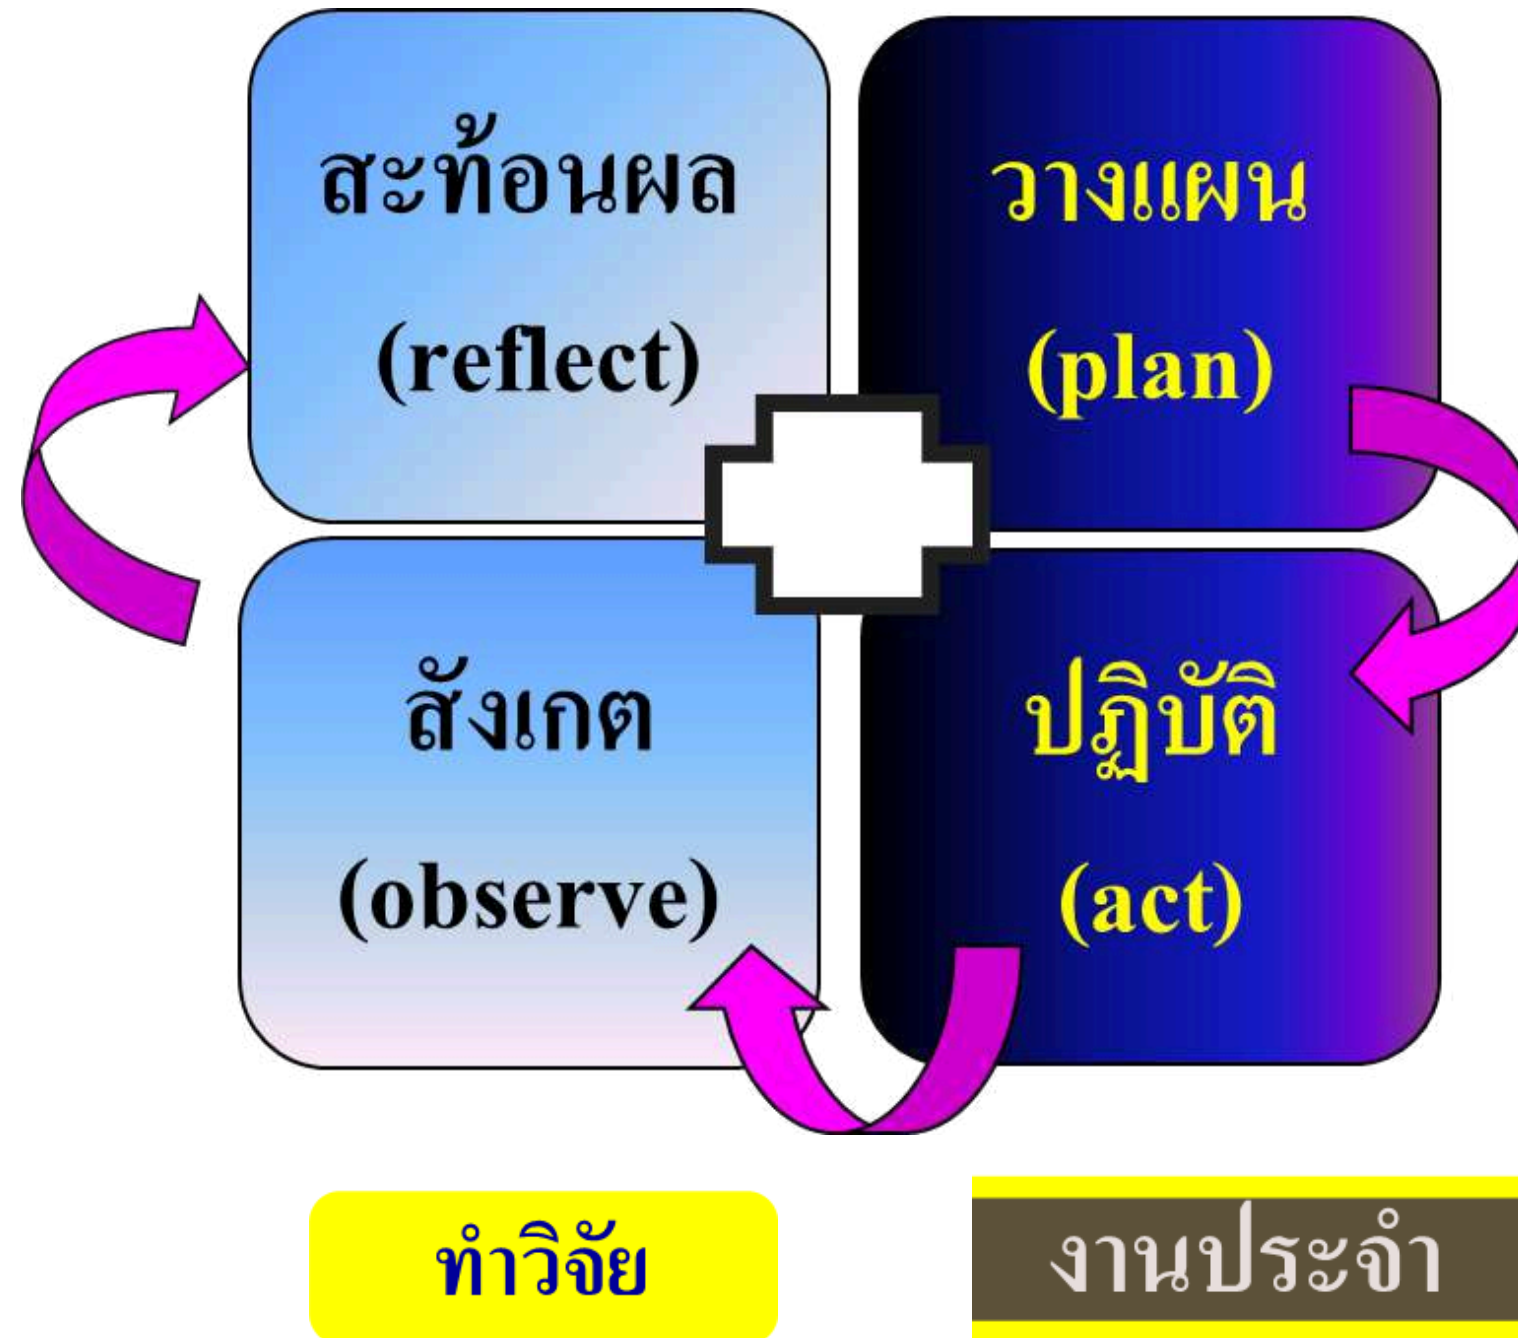 สะท้อนผล
(reflect)
วางแผน
(plan)
สังเกต
(observe)
ปฏิบัติ
(act)
ทำวิจัย
งานประจำ